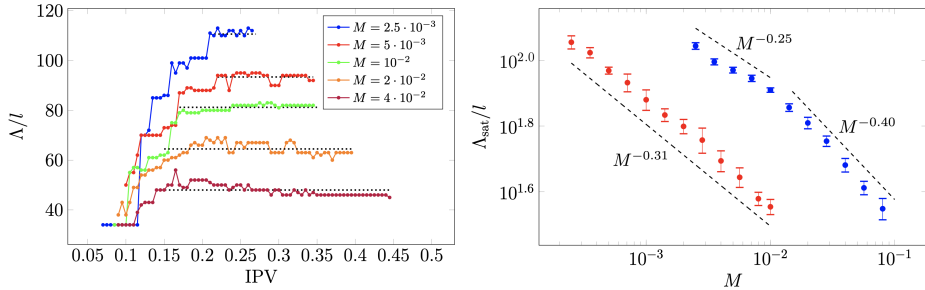 120
100
80
60
40
Λ/l
0.05 0.1 0.15 0.2 0.25 0.3 0.35 0.4 0.45 0.5
IPV
M = 2.5 · 10⁻³
M = 5 · 10⁻³
M = 10⁻²
M = 2 · 10⁻²
M = 4 · 10⁻²
10^2.0
10^1.8
10^1.6
Λ_sat/l
M^−0.25
M^−0.40
M^−0.31
10⁻³ 10⁻² 10⁻¹
M